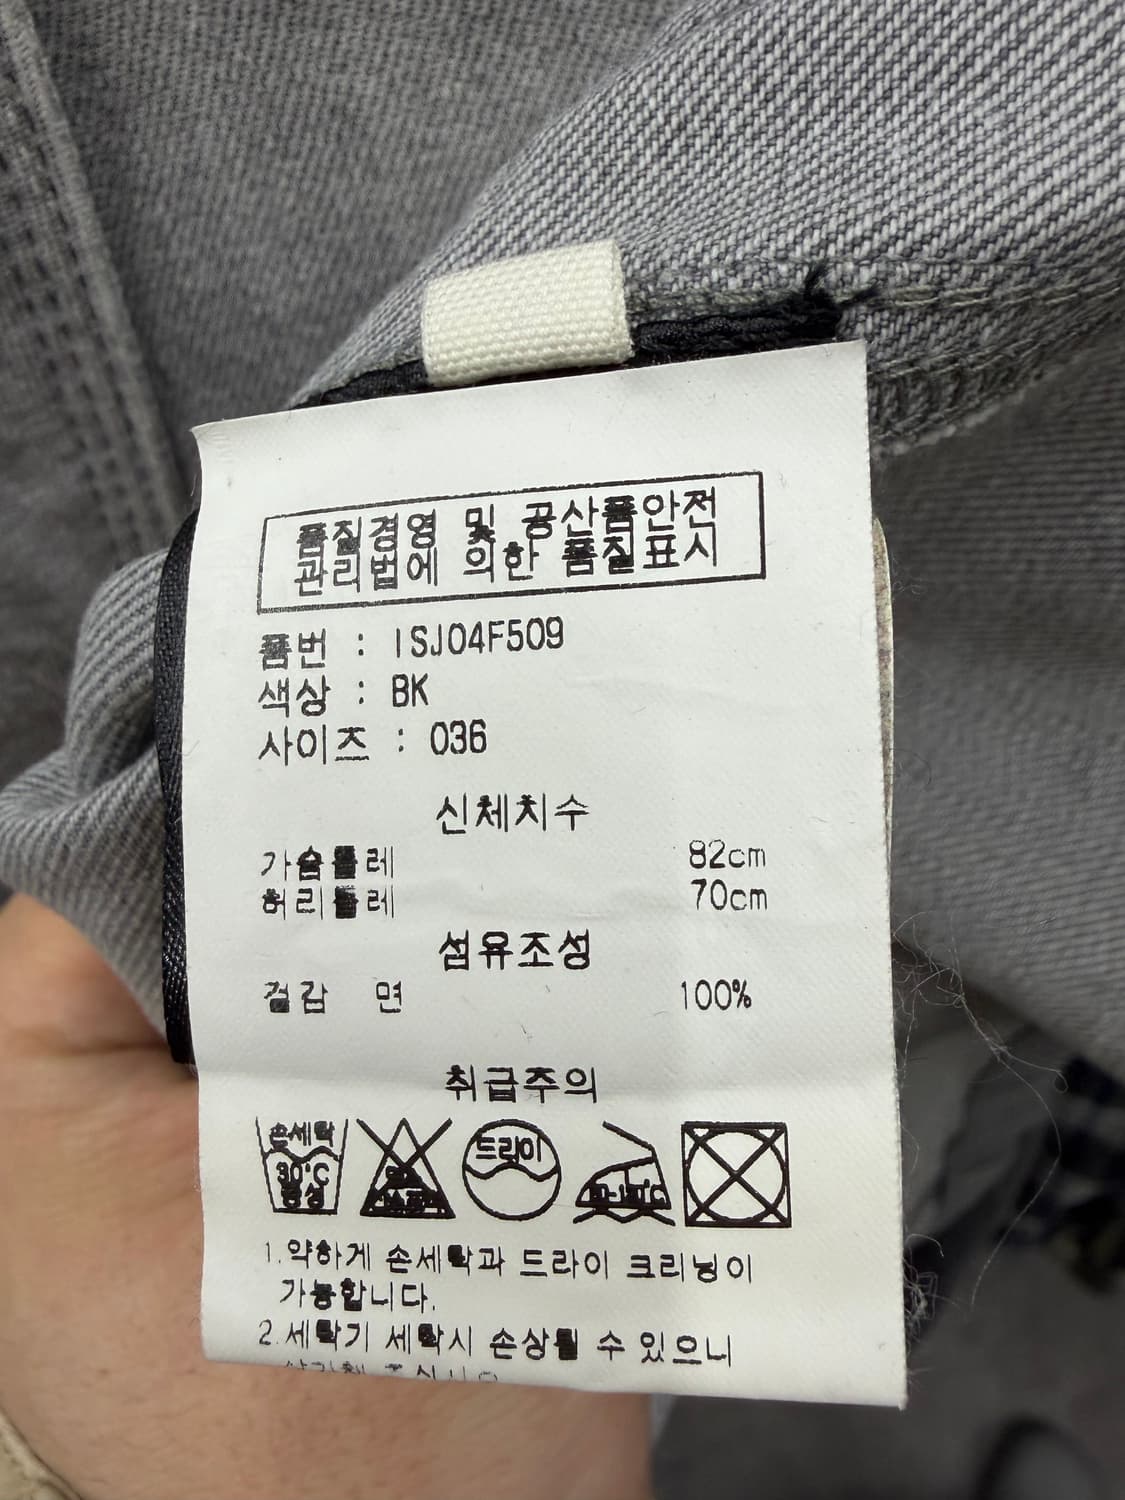 품질경영 및 공산품안전
관리법에 의한 품질표시
품번 : ISJ04F509
색상 : BK
사이즈 : 036
신체치수
가슴둘레 82cm
허리둘레 70cm
섬유조성
겉감 면 100%
취급주의
손세탁 드라이
30°C
중성
1.약하게 손세탁과 드라이 크리닝이
가능합니다.
2.세탁기 세탁시 손상될 수 있으니